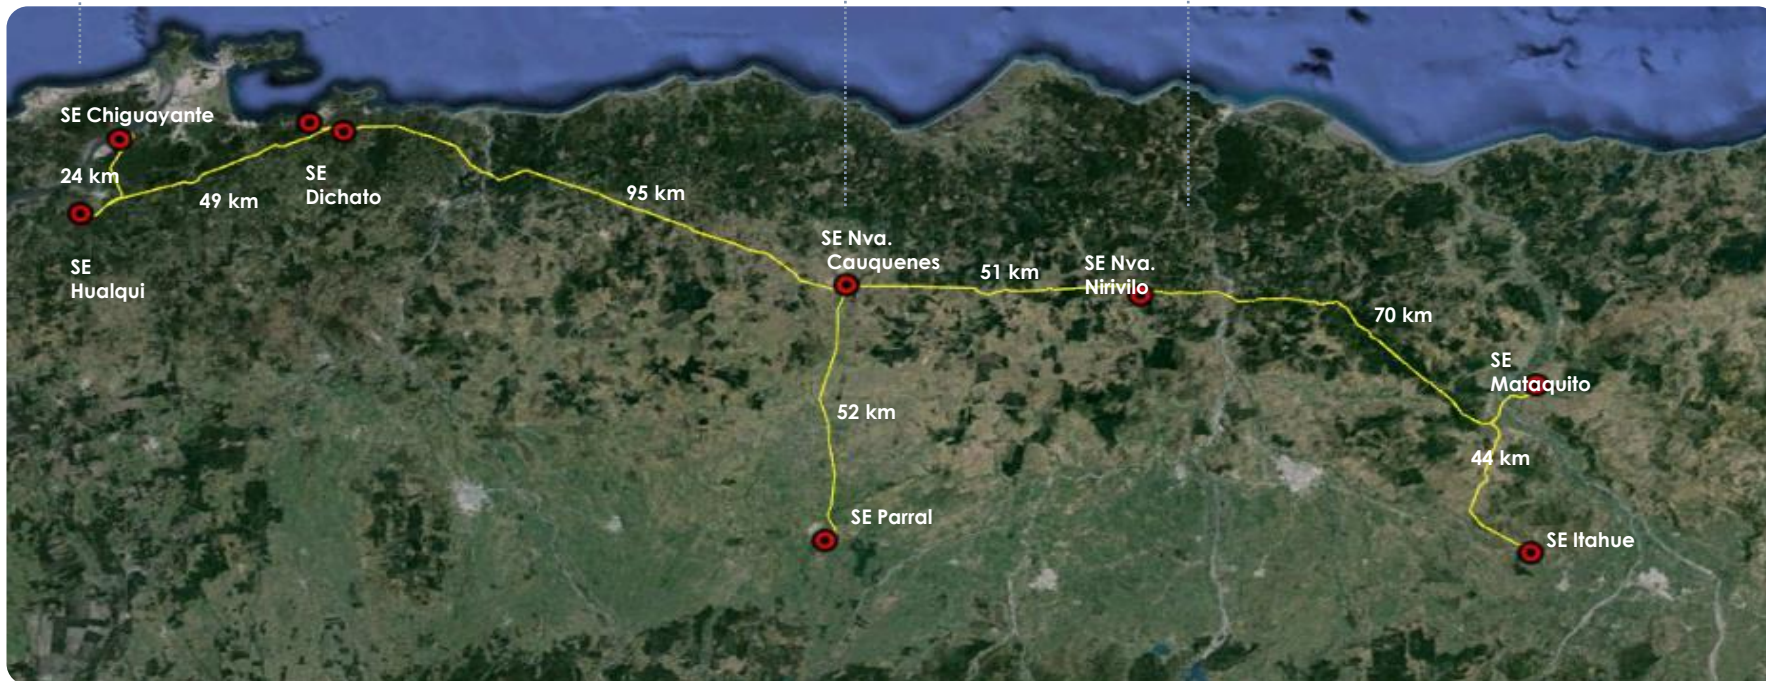 SE Chiguayante
24 km
49 km
SE
Dichato
SE
Hualqui
95 km
SE Nva.
Cauquenes
51 km
SE Nva.
Nirivilo
70 km
SE
Mataquito
52 km
44 km
SE Parral
SE Itahue